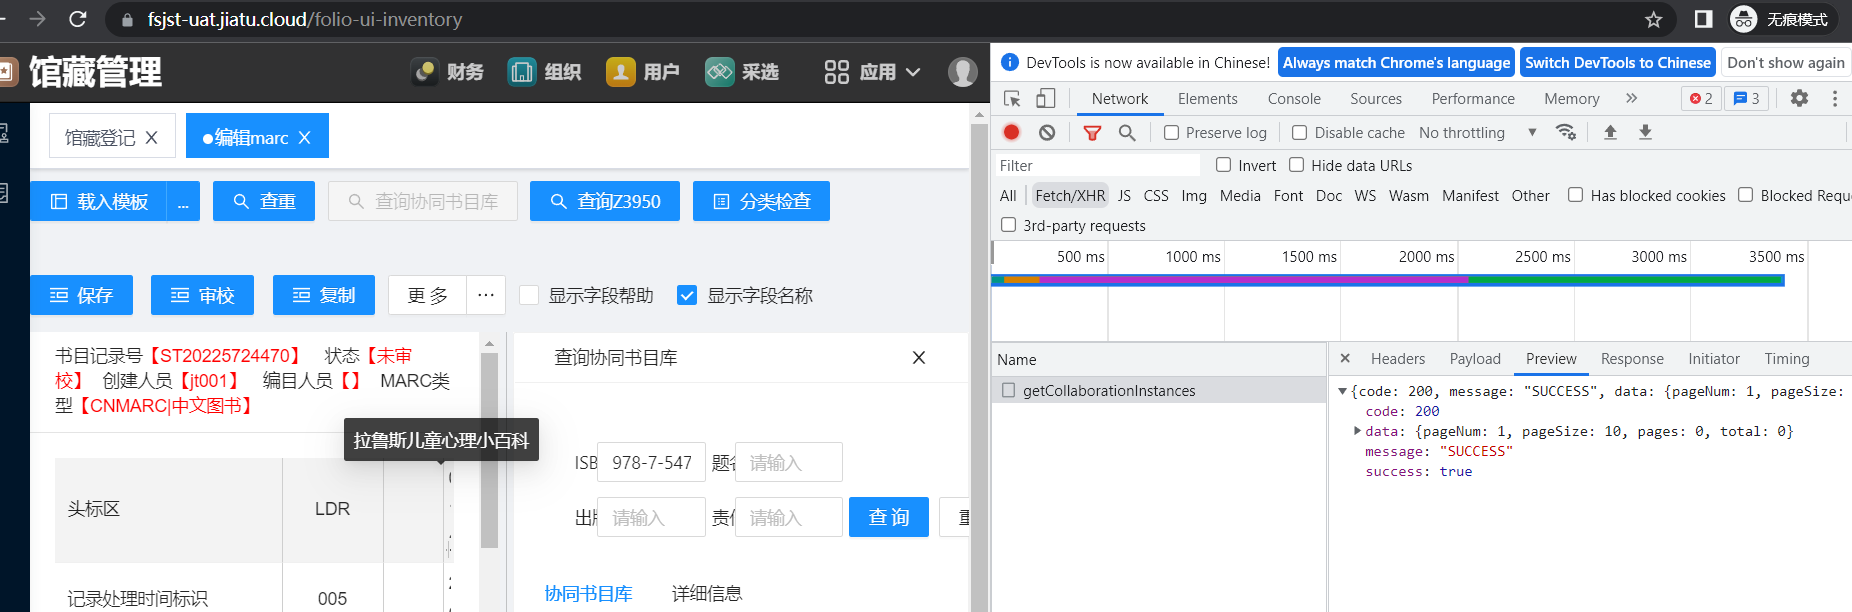 fsjst-uat.jiatu.cloud/folio-ui-inventory
无痕模式
馆藏管理
财务
组织
用户
采选
应用
馆藏登记
编辑marc
载入模板
...
查重
查询协同书目库
查询Z3950
分类检查
保存
审校
复制
更 多
···
显示字段帮助
显示字段名称
书目记录号【ST20225724470】 状态【未审
校】 创建人员【jt001】 编目人员【】 MARC类
型【CNMARC|中文图书】
拉鲁斯儿童心理小百科
头标区
LDR
记录处理时间标识
005
查询协同书目库
ISB
978-7-547
题
请输入
出
请输入
责
请输入
查 询
协同书目库
详细信息
DevTools is now available in Chinese!
Always match Chrome's language
Switch DevTools to Chinese
Don't show again
Network
Elements
Console
Sources
Performance
Memory
2
3
Preserve log
Disable cache
No throttling
Filter
Invert
Hide data URLs
All
Fetch/XHR
JS
CSS
Img
Media
Font
Doc
WS
Wasm
Manifest
Other
Has blocked cookies
Blocked Requ
3rd-party requests
500 ms
1000 ms
1500 ms
2000 ms
2500 ms
3000 ms
3500 ms
Name
getCollaborationInstances
Headers
Payload
Preview
Response
Initiator
Timing
{code: 200, message: "SUCCESS", data: {pageNum: 1, pageSize:
code: 200
data: {pageNum: 1, pageSize: 10, pages: 0, total: 0}
message: "SUCCESS"
success: true